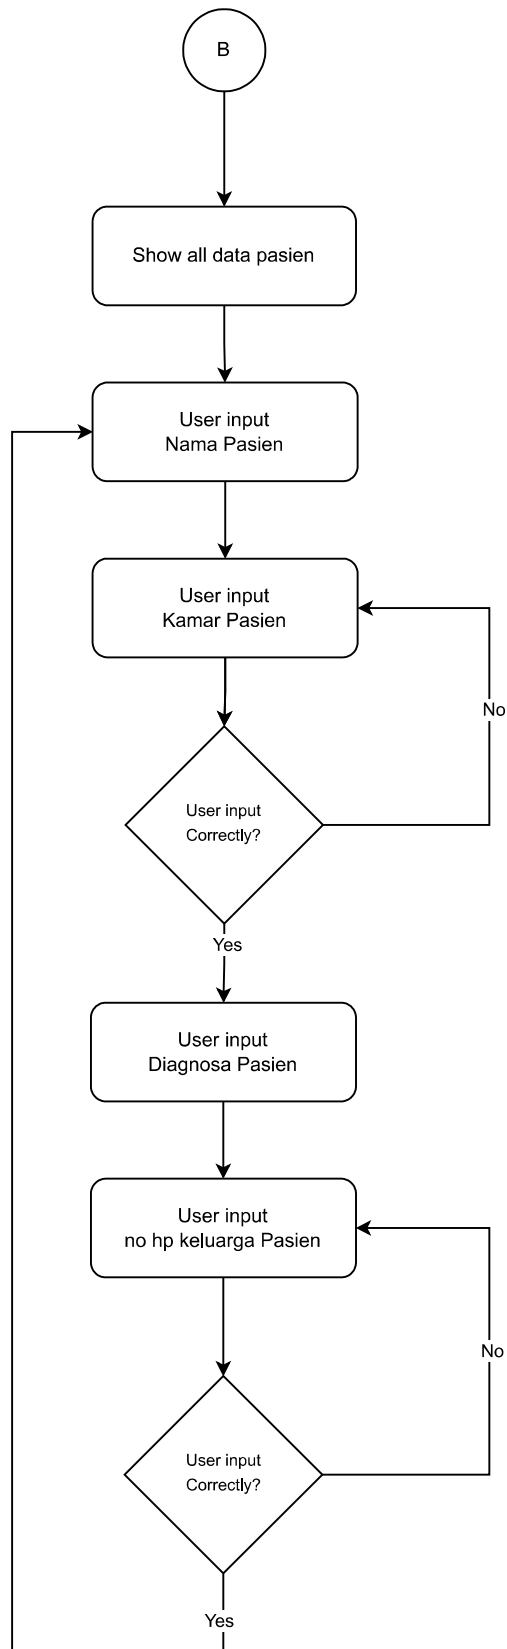 B
Show all data pasien
User input
Nama Pasien
User input
Kamar Pasien
No
User input
Correctly?
Yes
User input
Diagnosa Pasien
User input
no hp keluarga Pasien
No
User input
Correctly?
Yes